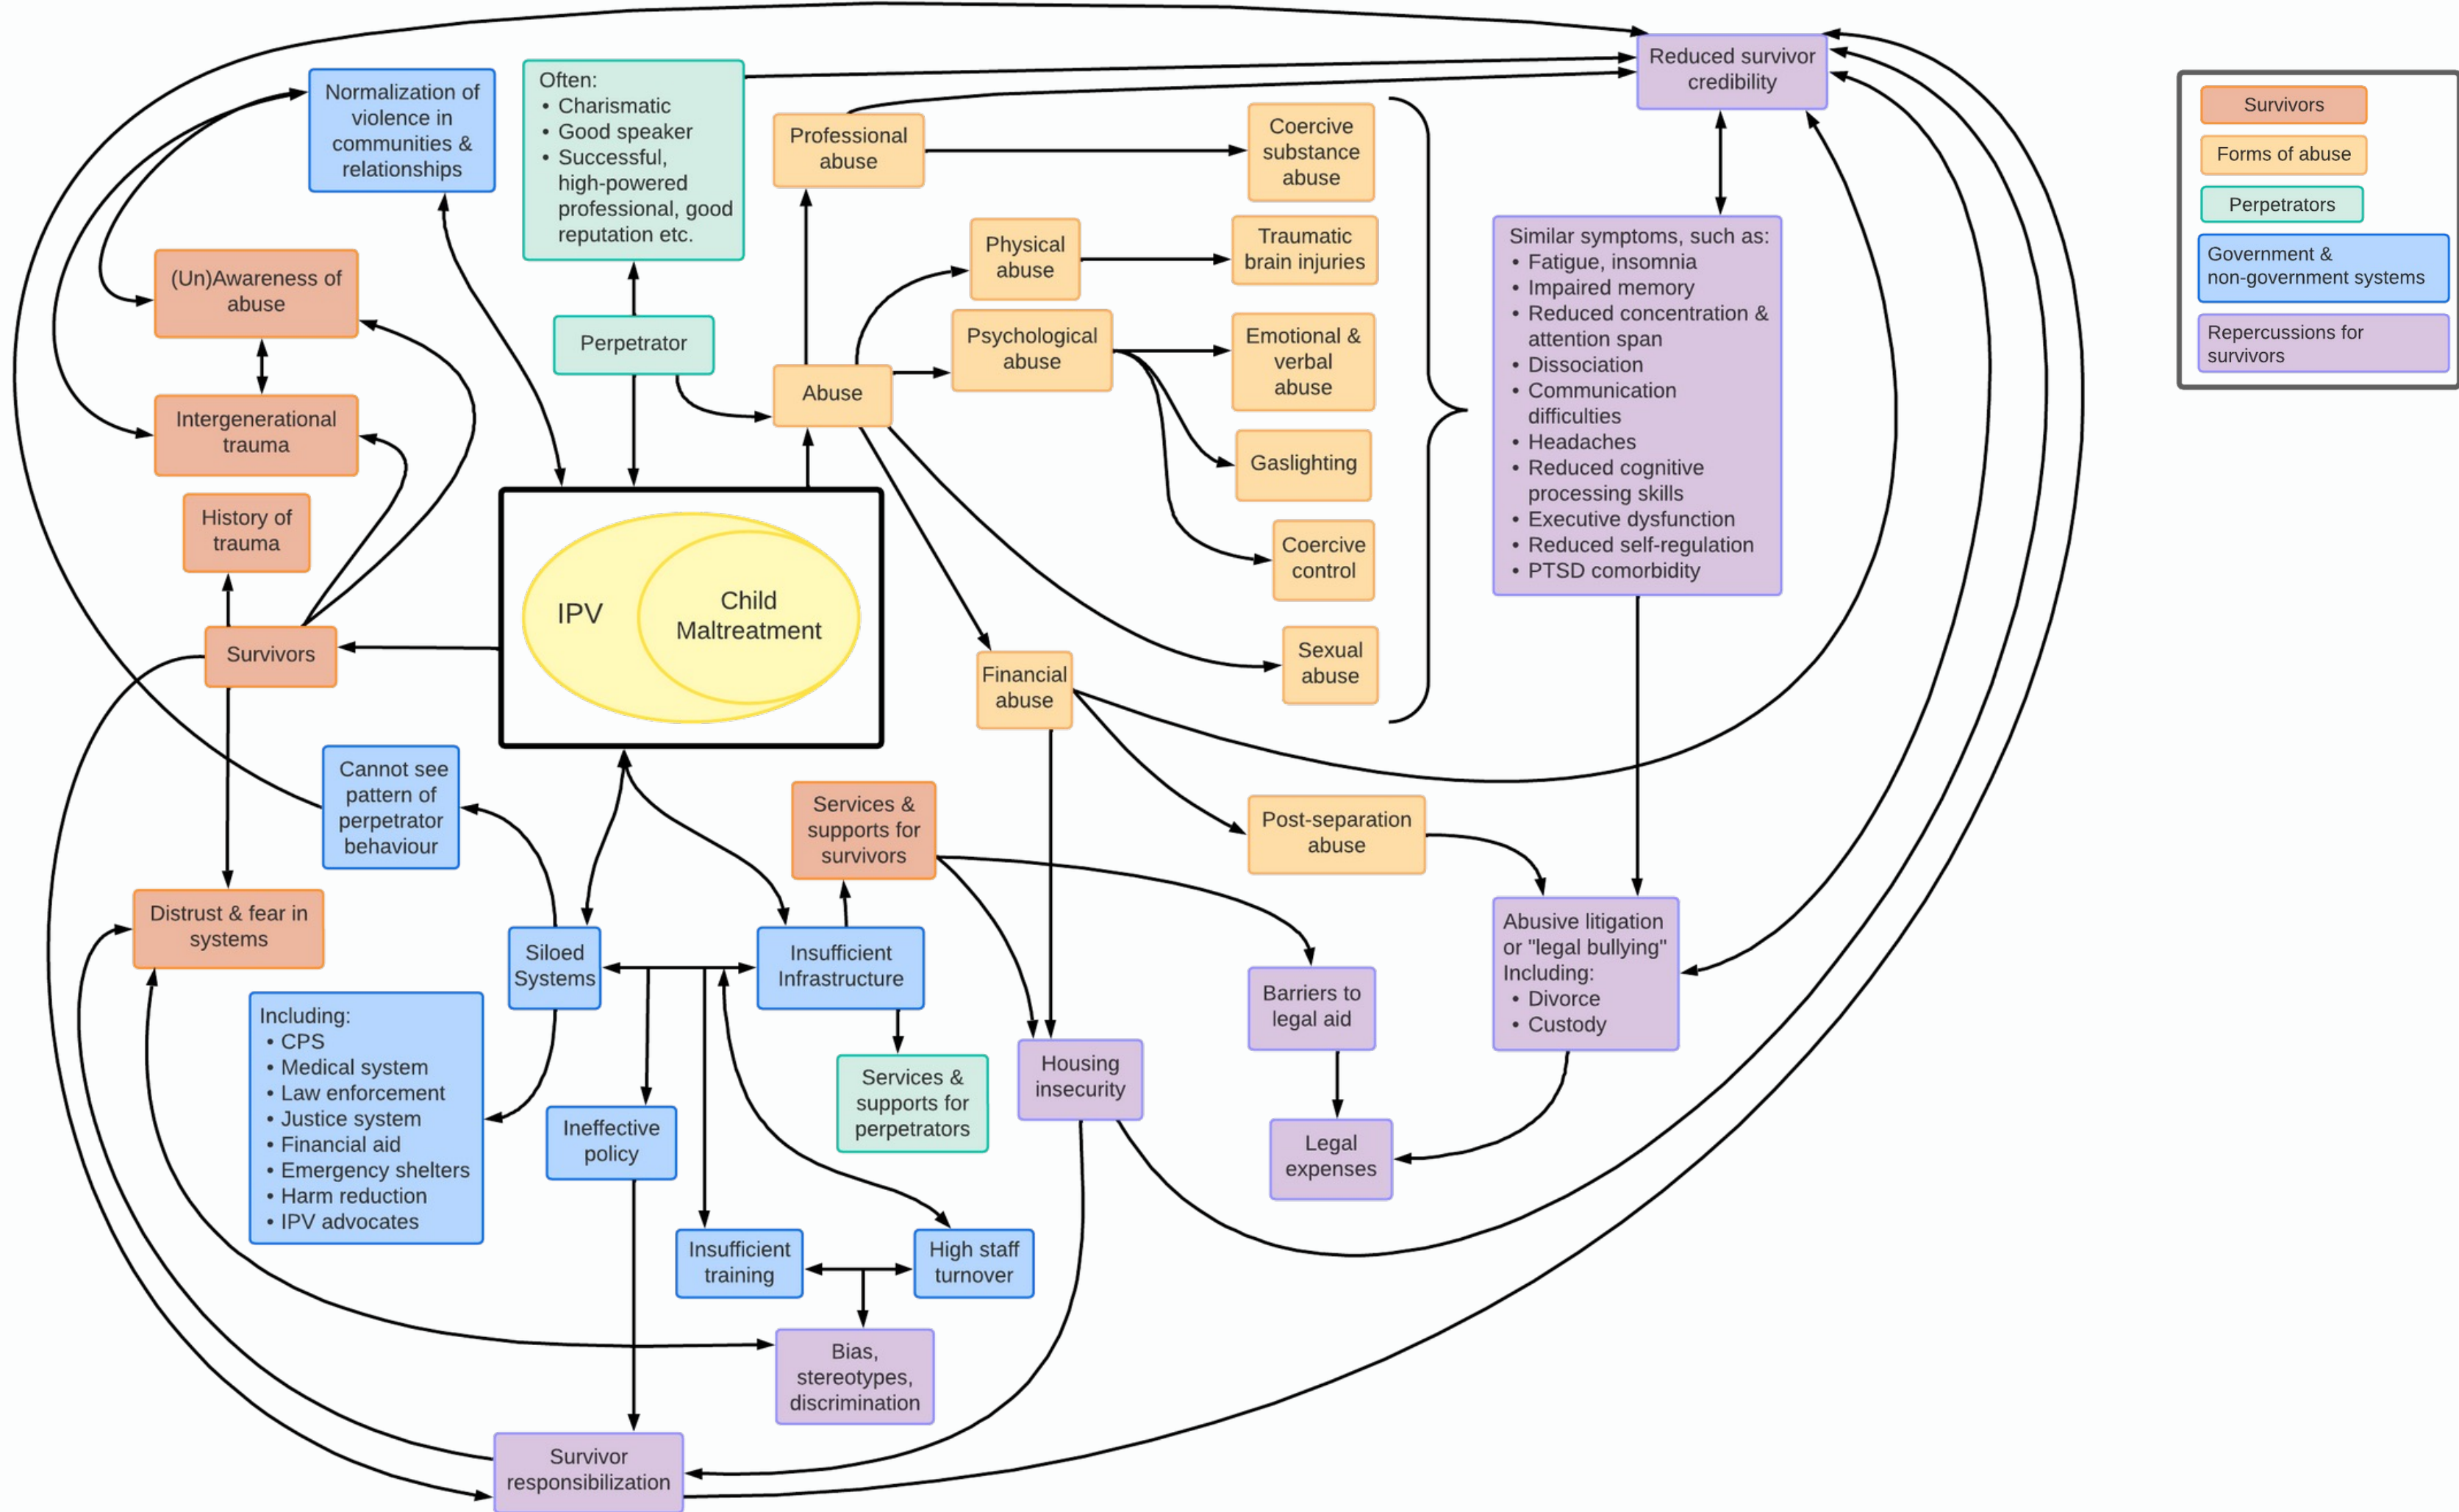 Reduced survivor
credibility
Normalization of
violence in
communities &
relationships
Often:
• Charismatic
• Good speaker
• Successful,
high-powered
professional, good
reputation etc.
Professional
abuse
Coercive
substance
abuse
Survivors
Forms of abuse
Perpetrators
Government &
non-government systems
Repercussions for
survivors
(Un)Awareness of
abuse
Perpetrator
Physical
abuse
Traumatic
brain injuries
Similar symptoms, such as:
• Fatigue, insomnia
• Impaired memory
• Reduced concentration &
attention span
• Dissociation
• Communication
difficulties
• Headaches
• Reduced cognitive
processing skills
• Executive dysfunction
• Reduced self-regulation
• PTSD comorbidity
Psychological
abuse
Emotional &
verbal
abuse
Abuse
Intergenerational
trauma
Gaslighting
History of
trauma
Coercive
control
IPV
Child
Maltreatment
Survivors
Financial
abuse
Sexual
abuse
Cannot see
pattern of
perpetrator
behaviour
Services &
supports for
survivors
Post-separation
abuse
Distrust & fear in
systems
Siloed
Systems
Insufficient
Infrastructure
Abusive litigation
or "legal bullying"
Including:
• Divorce
• Custody
Barriers to
legal aid
Including:
• CPS
• Medical system
• Law enforcement
• Justice system
• Financial aid
• Emergency shelters
• Harm reduction
• IPV advocates
Services &
supports for
perpetrators
Housing
insecurity
Ineffective
policy
Legal
expenses
Insufficient
training
High staff
turnover
Bias,
stereotypes,
discrimination
Survivor
responsibilization